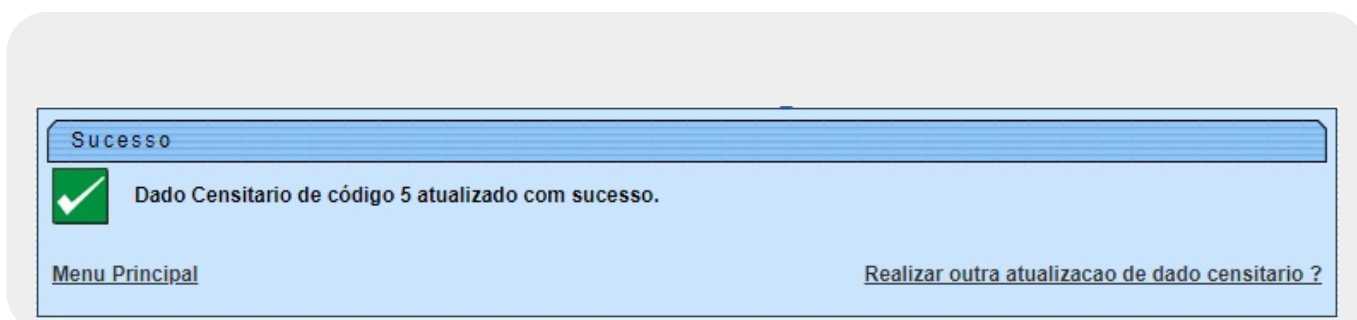 Sucesso
Dado Censitario de código 5 atualizado com sucesso.
Menu Principal
Realizar outra atualizacao de dado censitario ?